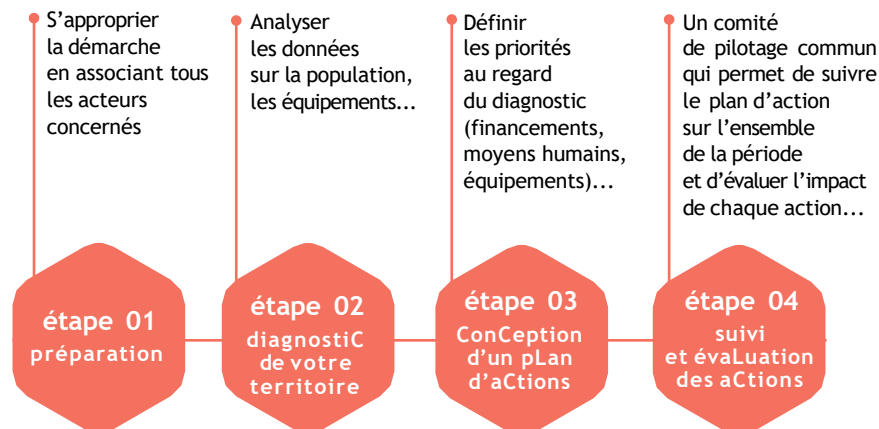 S’approprier
la démarche
en associant tous
les acteurs
concernés
étape 01
préparation
Analyser
les données
sur la population,
les équipements...
étape 02
diagnostiC
de votre
territoire
Définir
les priorités
au regard
du diagnostic
(financements,
moyens humains,
équipements)...
étape 03
ConCeption
d’un pLan
d’aCtions
Un comité
de pilotage commun
qui permet de suivre
le plan d’action
sur l’ensemble
de la période
et d’évaluer l’impact
de chaque action...
étape 04
suivi
et évaLuation
des aCtions